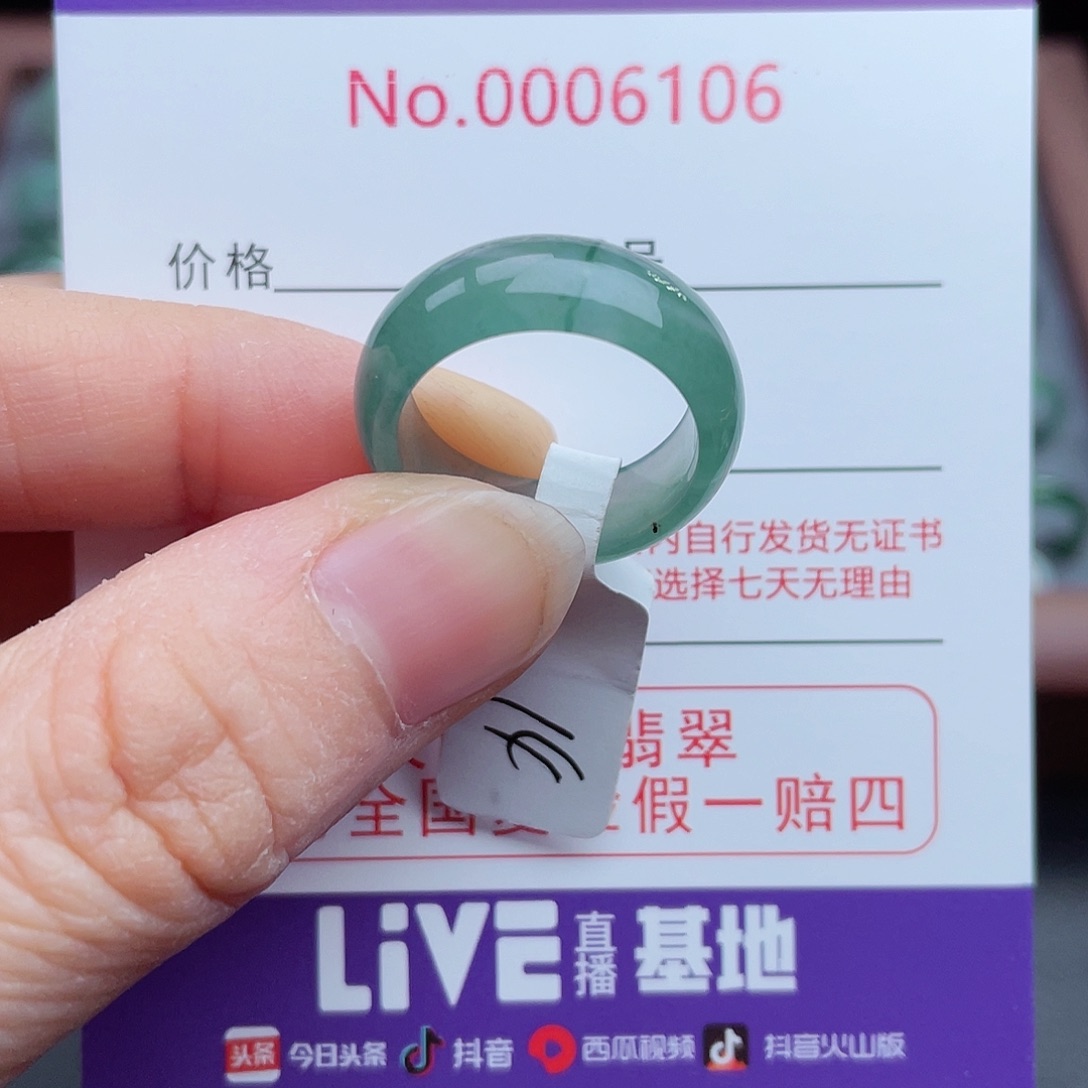 No.0006106
价格 号
内自行发货无证书
选择七天无理由
翡翠
全国 假一赔四
LiVE 直播 基地
头条 今日头条 抖音 西瓜视频 抖音火山版